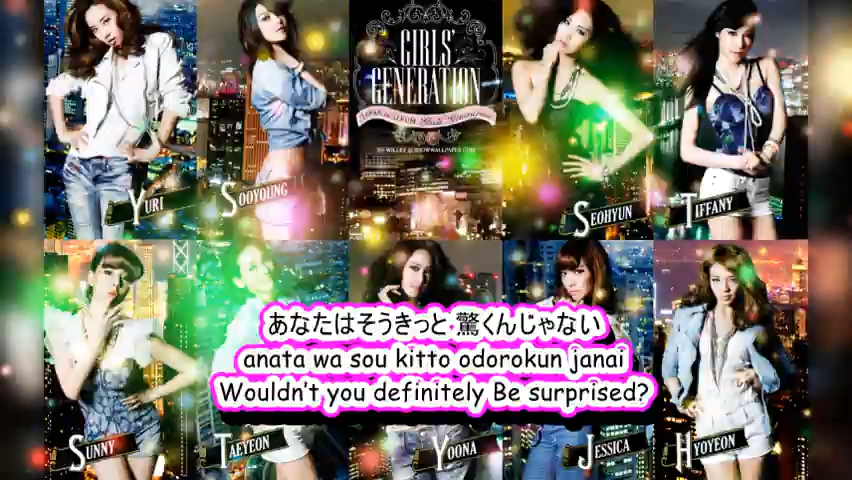 GIRLS'
GENERATION
YURI
SOOYOUNG
SEOHYUN
TIFFANY
あなたはそうきっと 驚くんじゃない
anata wa sou kitto odorokun janai
Wouldn't you definitely Be surprised?
SUNNY
TAEYEON
YOONA
JESSICA
HYOYEON